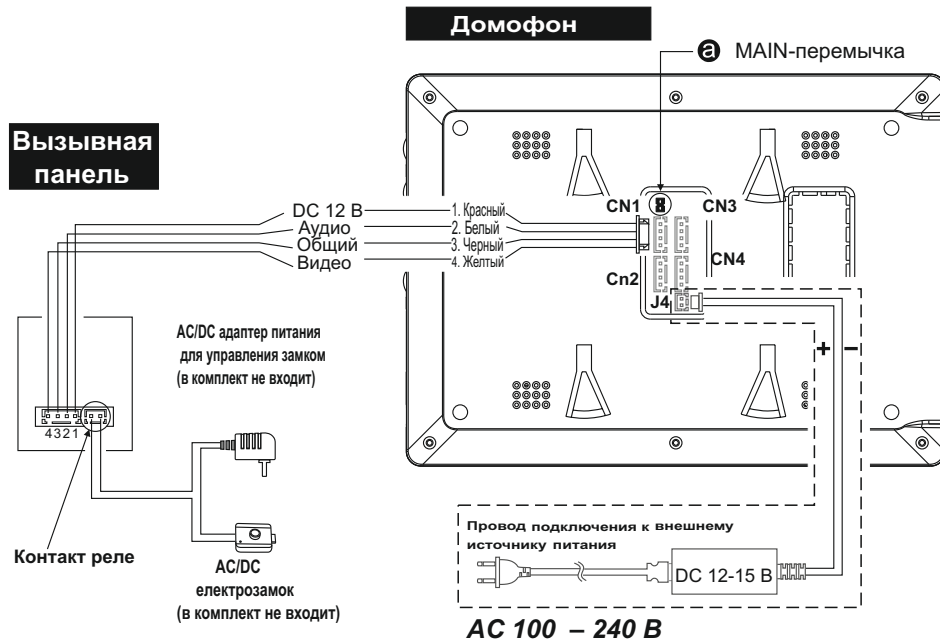 Домофон
a MAIN-перемычка
Вызывная
панель
CN1
CN3
DC 12 В
1. Красный
Аудио
2. Белый
Общий
3. Черный
Видео
4. Желтый
CN4
Cn2
J4
AC/DC адаптер питания
для управления замком
(в комплект не входит)
+ –
4321
Контакт реле
AC/DC
електрозамок
(в комплект не входит)
Провод подключения к внешнему
источнику питания
DC 12-15 В
AC 100 – 240 В